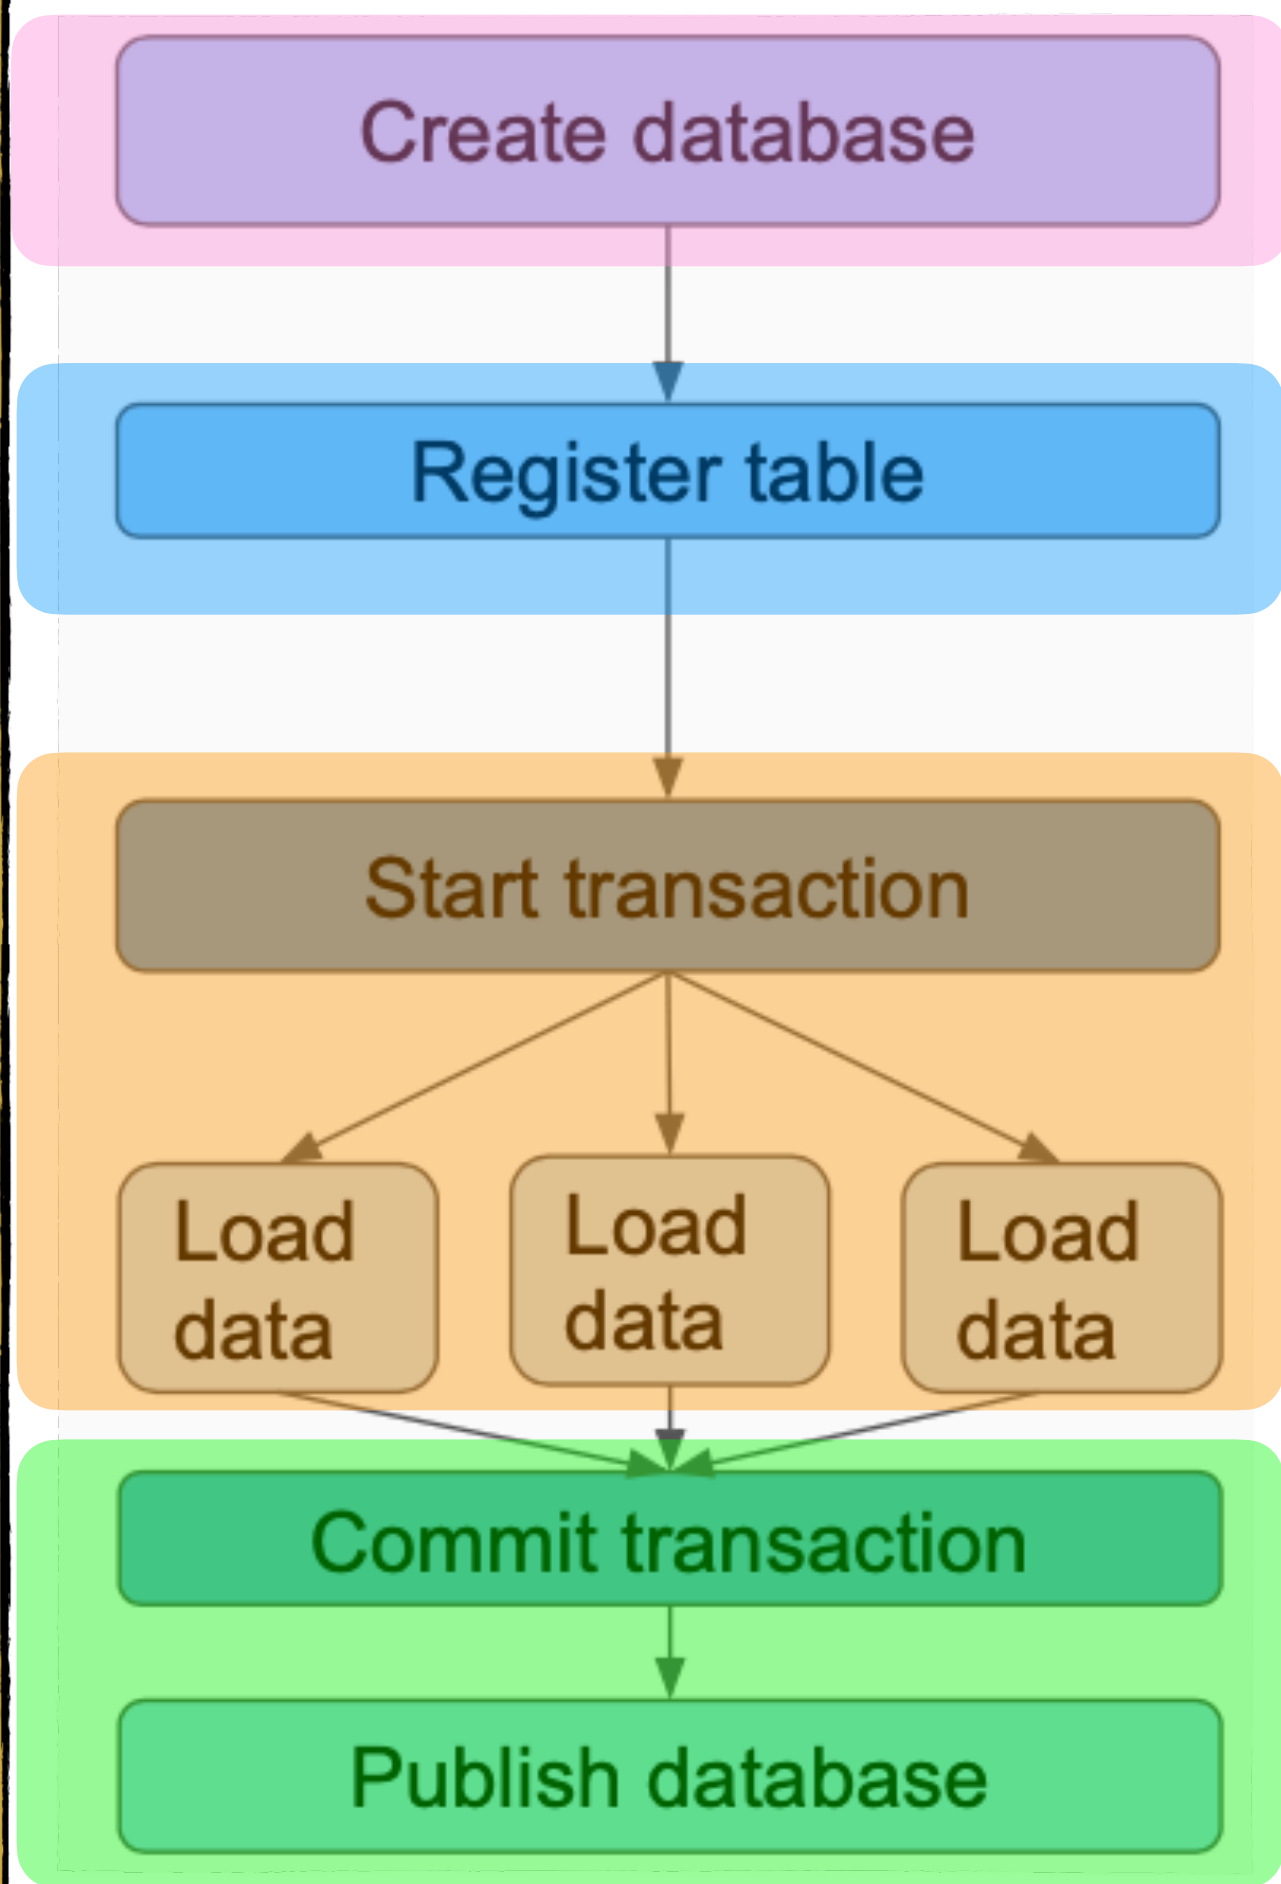 Create database
Register table
Start transaction
Load
data
Load
data
Load
data
Commit transaction
Publish database